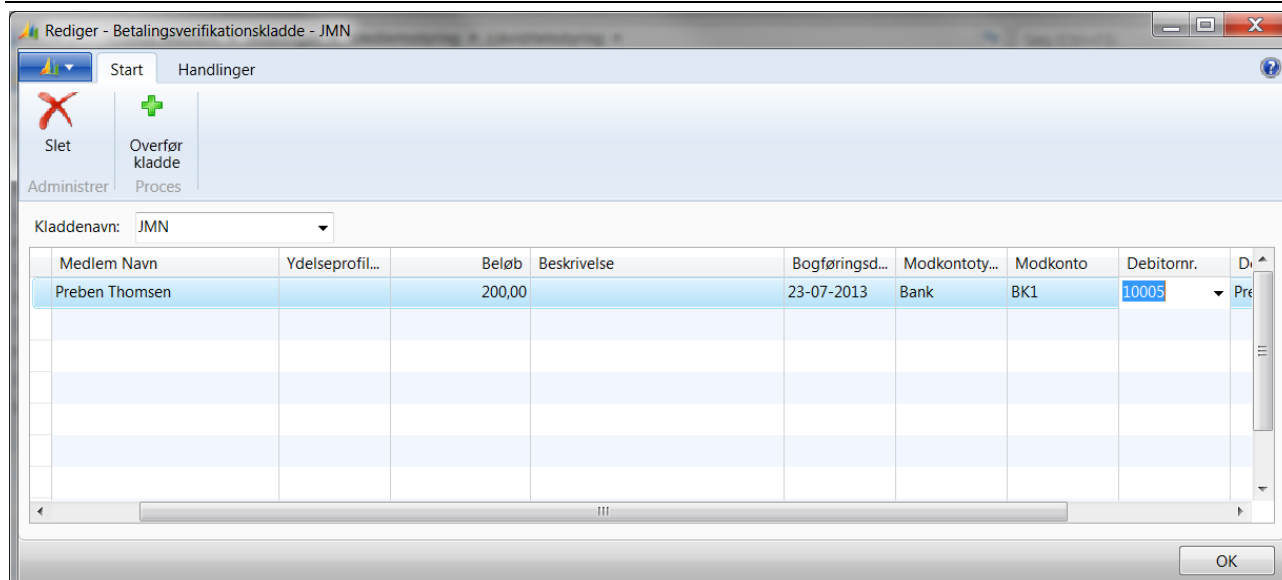 Rediger - Betalingsverifikationskladde - JMN
Start Handlinger
Slet Overfør kladde
Administrer Proces
Kladdenavn: JMN
Medlem Navn Ydelseprofil... Beløb Beskrivelse Bogføringsd... Modkontoty... Modkonto Debitornr.
Preben Thomsen 200,00 23-07-2013 Bank BK1 10005 Pre
OK